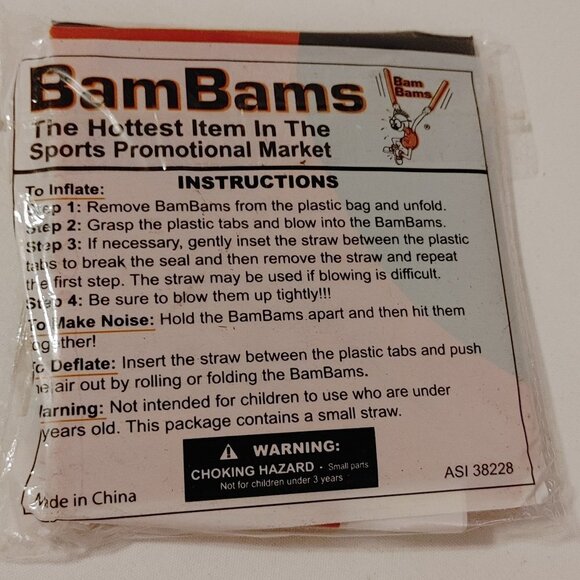 BamBams
The Hottest Item In The
Sports Promotional Market
Bam
Bams
®
INSTRUCTIONS
To Inflate:
Step 1: Remove BamBams from the plastic bag and unfold.
Step 2: Grasp the plastic tabs and blow into the BamBams.
Step 3: If necessary, gently inset the straw between the plastic
tabs to break the seal and then remove the straw and repeat
the first step. The straw may be used if blowing is difficult.
Step 4: Be sure to blow them up tightly!!!
To Make Noise: Hold the BamBams apart and then hit them
together!
To Deflate: Insert the straw between the plastic tabs and push
the air out by rolling or folding the BamBams.
Warning: Not intended for children to use who are under
years old. This package contains a small straw.
WARNING:
CHOKING HAZARD • Small parts
Not for children under 3 years
ASI 38228
Made in China